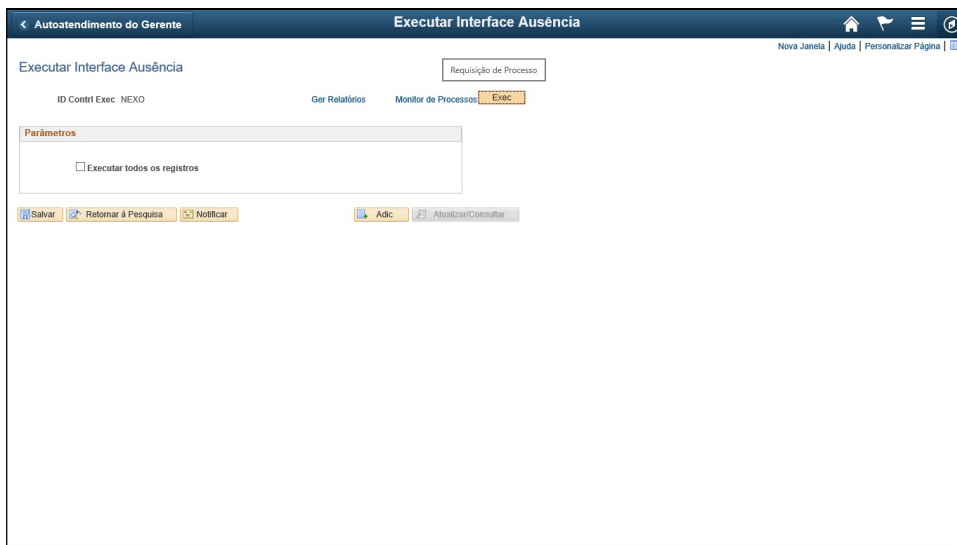 Autoatendimento do Gerente
Executar Interface Ausência
Nova Janela | Ajuda | Personalizar Página |
Executar Interface Ausência
Requisição de Processo
ID Contrl Exec NEXO Ger Relatórios Monitor de Processos Exec
Parâmetros
Executar todos os registros
Salvar Retornar à Pesquisa Notificar Adic Atualizar/Consultar